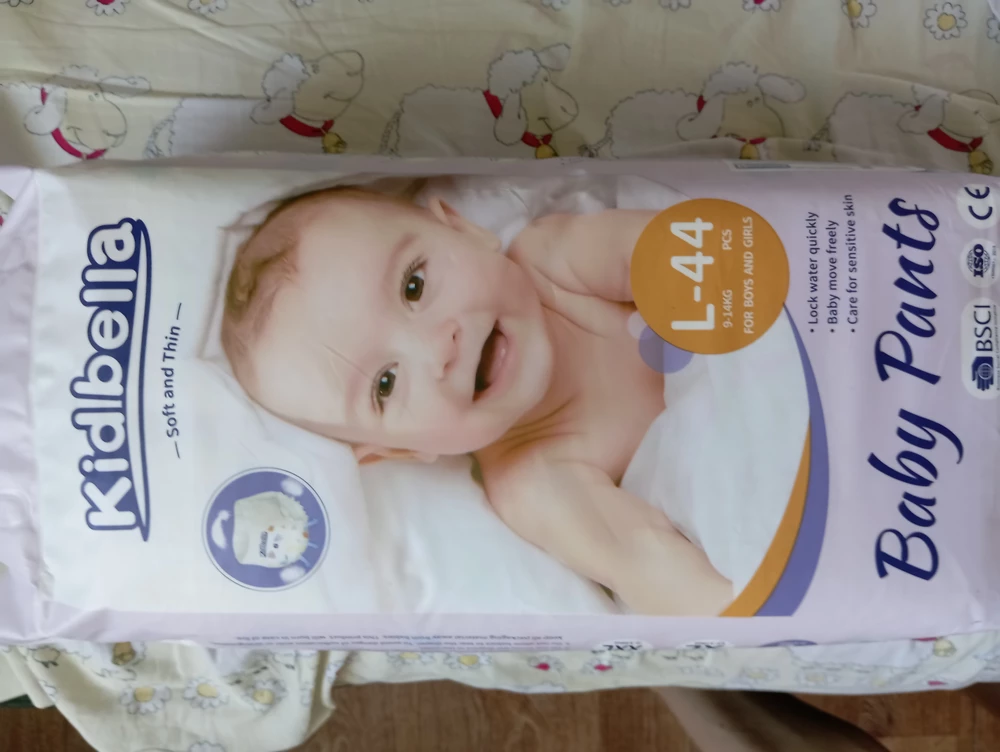 Kidbella
— Soft and Thin —
L-44
9-14KG PCS
FOR BOYS AND GIRLS
• Lock water quickly
• Baby move freely
• Care for sensitive skin
Baby Pants
BSCI
ISO
CE